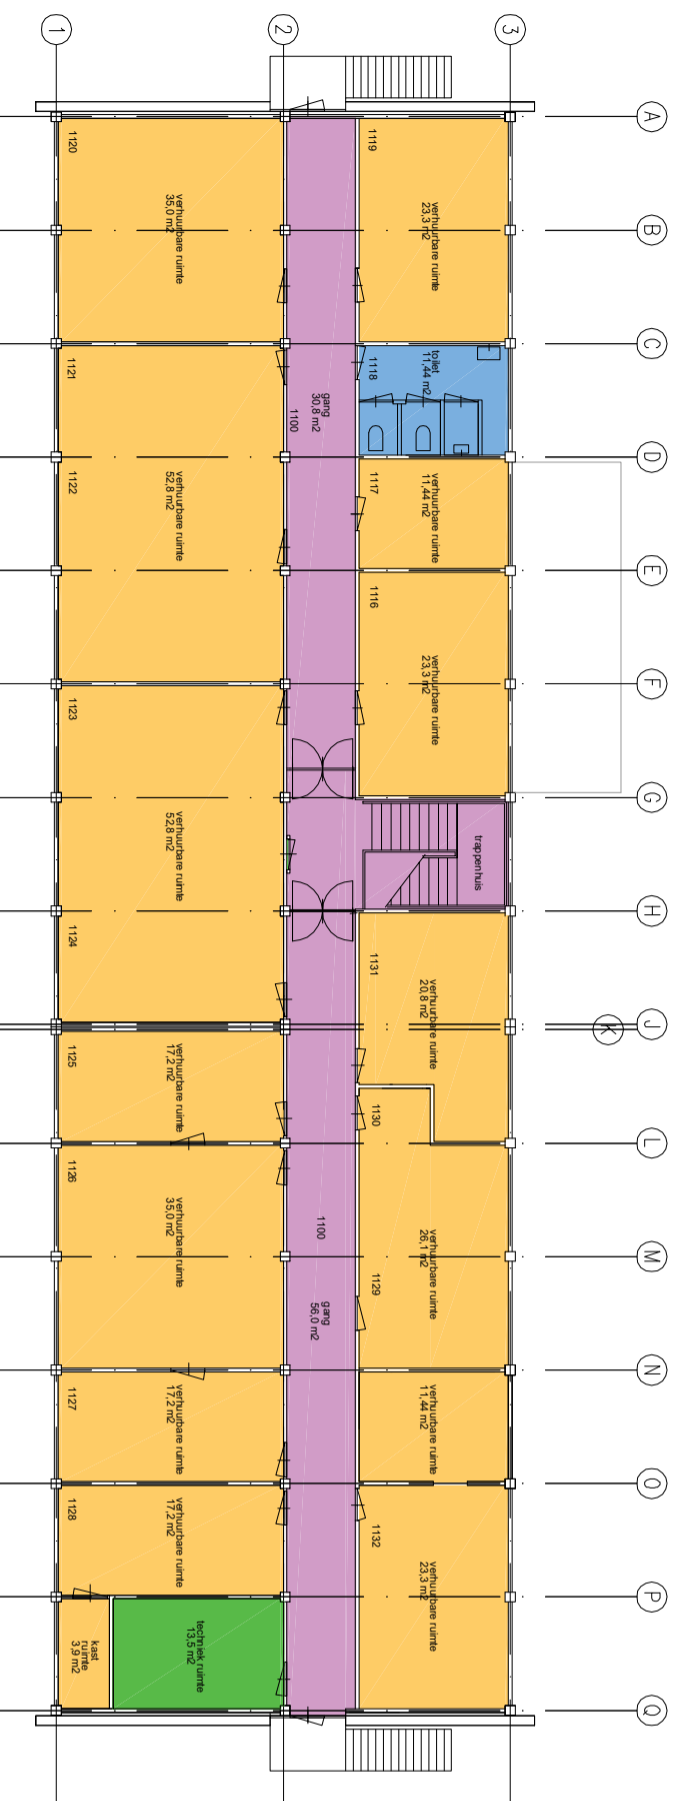 1
2
3
A
B
C
D
E
F
G
H
J
K
L
M
N
O
P
Q
1120
verhuurbare ruimte
35,0 m2
1119
verhuurbare ruimte
23,3 m2
1121
1122
verhuurbare ruimte
52,8 m2
gang
30,8 m2
1100
toilet
11,44 m2
1118
1117
verhuurbare ruimte
11,44 m2
1116
verhuurbare ruimte
23,3 m2
1123
verhuurbare ruimte
52,8 m2
1124
trappenhuis
1131
verhuurbare ruimte
20,8 m2
1125
verhuurbare ruimte
17,2 m2
1130
1126
verhuurbare ruimte
35,0 m2
1100
gang
56,0 m2
verhuurbare ruimte
26,1 m2
1129
1127
verhuurbare ruimte
17,2 m2
verhuurbare ruimte
11,44 m2
1128
verhuurbare ruimte
17,2 m2
1132
verhuurbare ruimte
23,3 m2
kast
ruimte
3,9 m2
techniek ruimte
13,5 m2